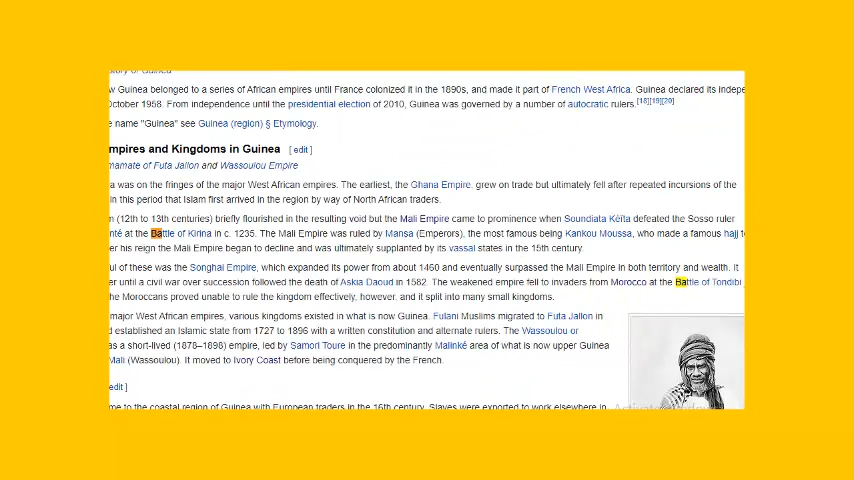 story of Guinea
w Guinea belonged to a series of African empires until France colonized it in the 1890s, and made it part of French West Africa. Guinea declared its indepe
October 1958. From independence until the presidential election of 2010, Guinea was governed by a number of autocratic rulers.[18][19][20]
e name "Guinea" see Guinea (region) § Etymology.
mpires and Kingdoms in Guinea [ edit ]
mamate of Futa Jallon and Wassoulou Empire
a was on the fringes of the major West African empires. The earliest, the Ghana Empire, grew on trade but ultimately fell after repeated incursions of the
in this period that Islam first arrived in the region by way of North African traders.
n (12th to 13th centuries) briefly flourished in the resulting void but the Mali Empire came to prominence when Soundiata Kéïta defeated the Sosso ruler
nté at the Battle of Kirina in c. 1235. The Mali Empire was ruled by Mansa (Emperors), the most famous being Kankou Moussa, who made a famous hajj to
er his reign the Mali Empire began to decline and was ultimately supplanted by its vassal states in the 15th century.
ul of these was the Songhai Empire, which expanded its power from about 1460 and eventually surpassed the Mali Empire in both territory and wealth. It
er until a civil war over succession followed the death of Askia Daoud in 1582. The weakened empire fell to invaders from Morocco at the Battle of Tondibi
he Moroccans proved unable to rule the kingdom effectively, however, and it split into many small kingdoms.
major West African empires, various kingdoms existed in what is now Guinea. Fulani Muslims migrated to Futa Jallon in
d established an Islamic state from 1727 to 1896 with a written constitution and alternate rulers. The Wassoulou or
as a short-lived (1878–1898) empire, led by Samori Toure in the predominantly Malinké area of what is now upper Guinea
Mali (Wassoulou). It moved to Ivory Coast before being conquered by the French.
edit ]
me to the coastal region of Guinea with European traders in the 16th century. Slaves were exported to work elsewhere in